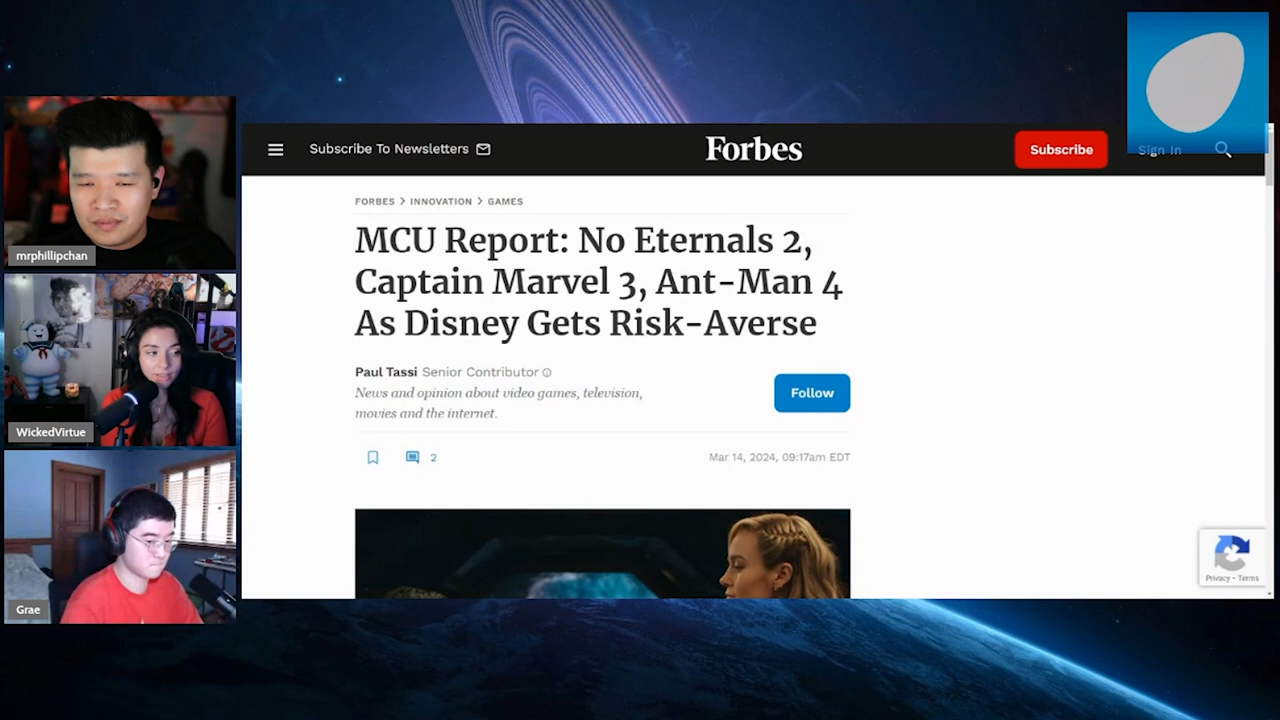 Subscribe To Newsletters
Forbes
Subscribe
Sign In
FORBES > INNOVATION > GAMES
MCU Report: No Eternals 2,
Captain Marvel 3, Ant-Man 4
As Disney Gets Risk-Averse
Paul Tassi Senior Contributor
News and opinion about video games, television,
movies and the internet.
Follow
2
Mar 14, 2024, 09:17am EDT
Privacy - Terms
mrphillipchan
WickedVirtue
Grae